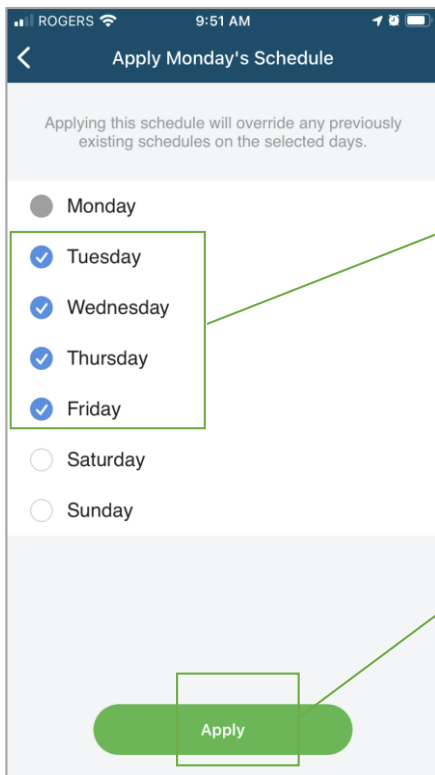 ROGERS 9:51 AM
Apply Monday's Schedule
Applying this schedule will override any previously
existing schedules on the selected days.
Monday
Tuesday
Wednesday
Thursday
Friday
Saturday
Sunday
Apply